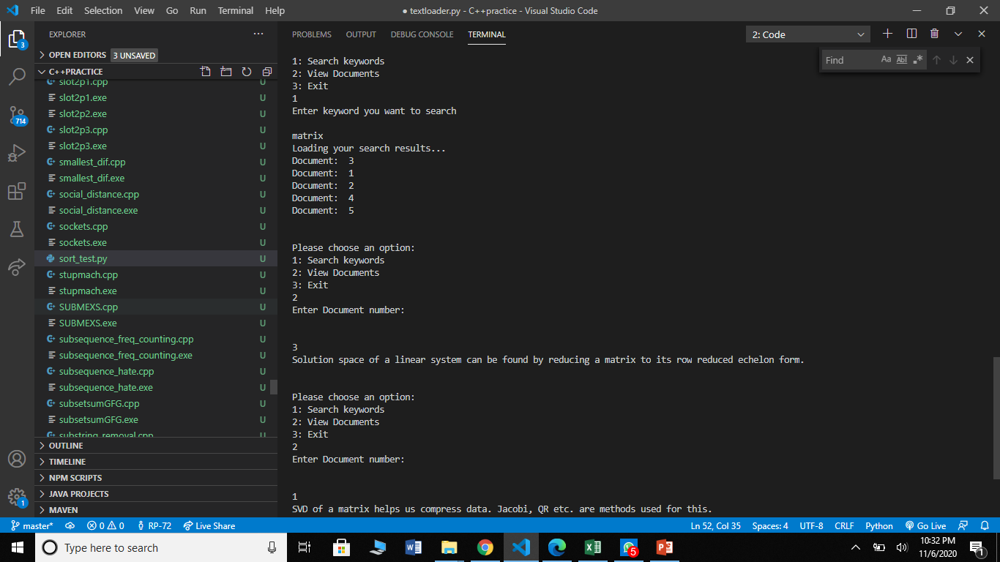 File Edit Selection View Go Run Terminal Help
● textloader.py - C++practice - Visual Studio Code
EXPLORER
OPEN EDITORS 3 UNSAVED
C++PRACTICE
slot2p1.cpp U
slot2p1.exe U
slot2p2.exe U
slot2p3.cpp U
slot2p3.exe U
smallest_dif.cpp U
smallest_dif.exe U
social_distance.cpp U
social_distance.exe U
sockets.cpp U
sockets.exe U
sort_test.py U
stupmach.cpp U
stupmach.exe U
SUBMEXS.cpp U
SUBMEXS.exe U
subsequence_freq_counting.cpp U
subsequence_freq_counting.exe U
subsequence_hate.cpp U
subsequence_hate.exe U
subsetsumGFG.cpp U
subsetsumGFG.exe U
substring_removal.cpp U
OUTLINE
TIMELINE
NPM SCRIPTS
JAVA PROJECTS
MAVEN
3
714
1
PROBLEMS OUTPUT DEBUG CONSOLE TERMINAL
2: Code
Find Aa Abl .*
1: Search keywords
2: View Documents
3: Exit
1
Enter keyword you want to search
matrix
Loading your search results...
Document: 3
Document: 1
Document: 2
Document: 4
Document: 5
Please choose an option:
1: Search keywords
2: View Documents
3: Exit
2
Enter Document number:
3
Solution space of a linear system can be found by reducing a matrix to its row reduced echelon form.
Please choose an option:
1: Search keywords
2: View Documents
3: Exit
2
Enter Document number:
1
SVD of a matrix helps us compress data. Jacobi, QR etc. are methods used for this.
master* 0 0 RP-72 Live Share
Ln 52, Col 35 Spaces: 4 UTF-8 CRLF Python Go Live
Type here to search
5
10:32 PM
11/6/2020
1